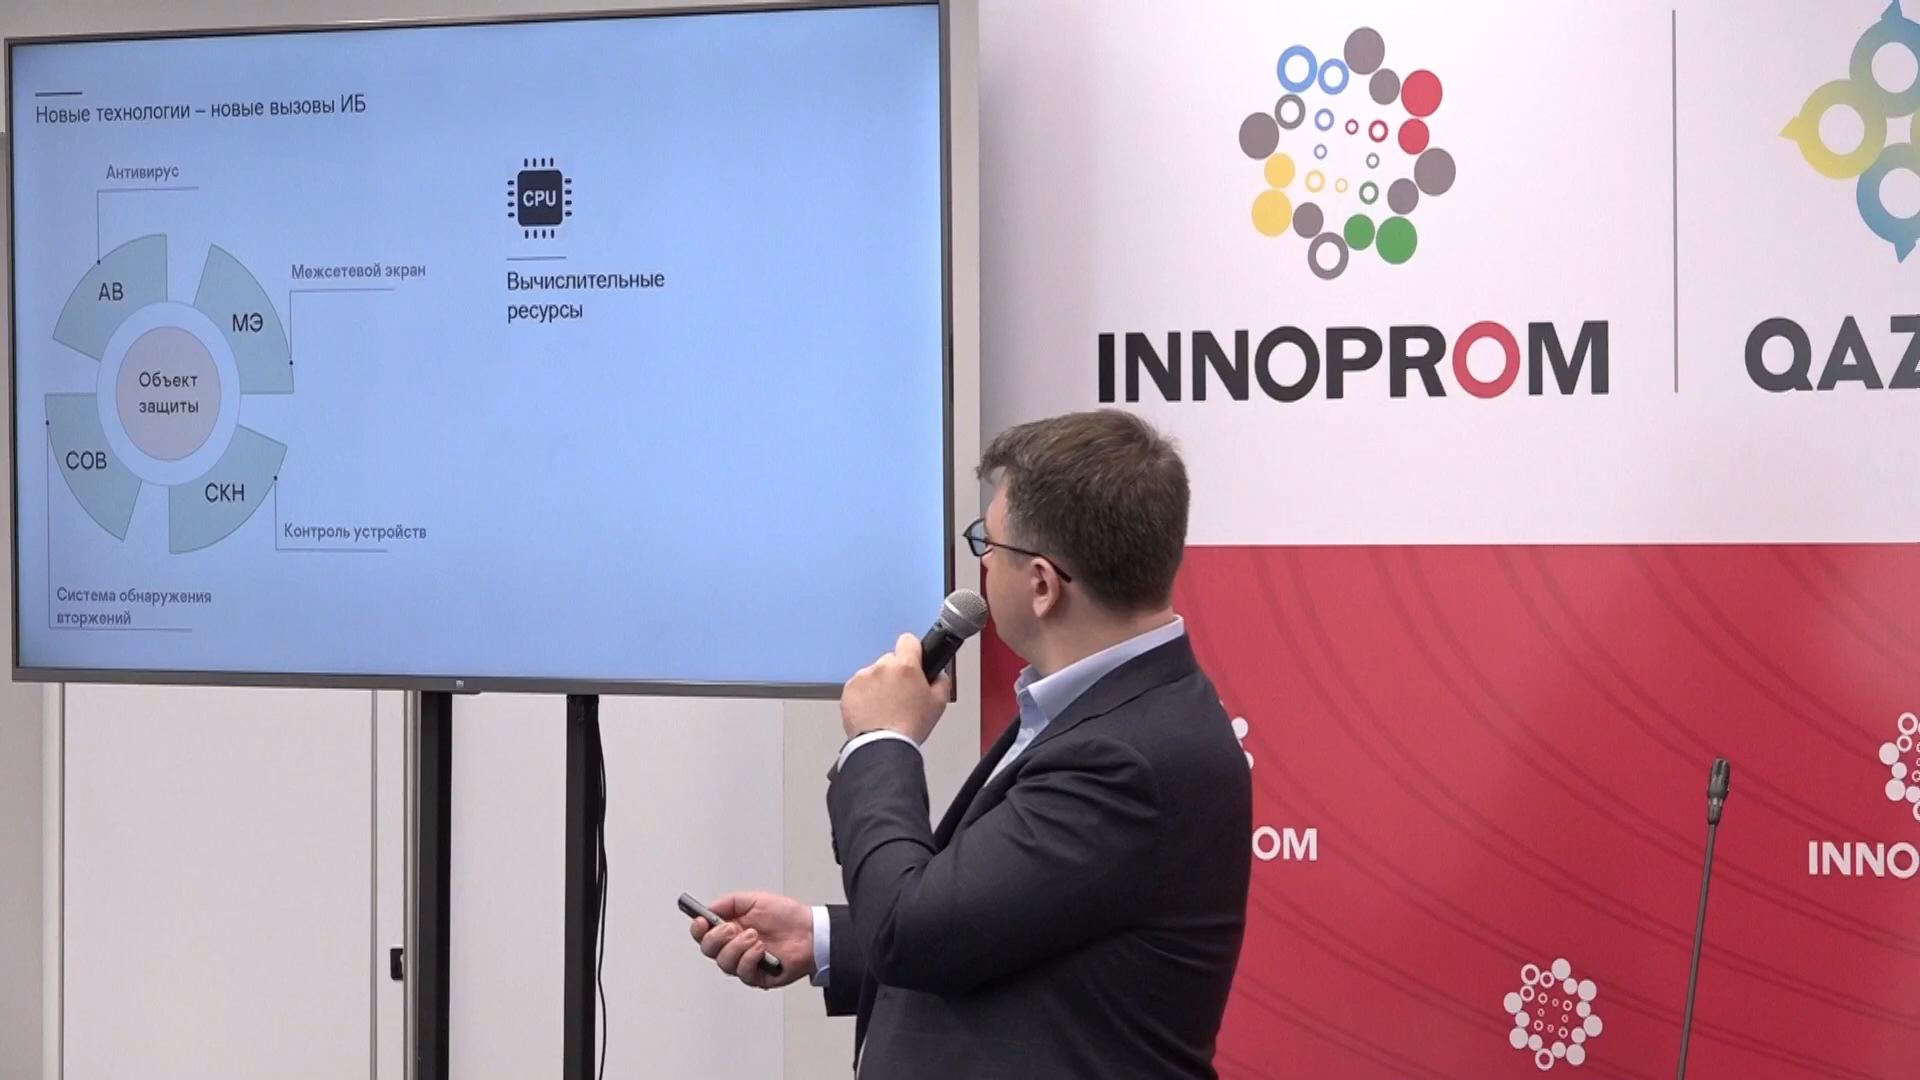 Новые технологии – новые вызовы ИБ
Антивирус
АВ
Межсетевой экран
МЭ
Объект
защиты
СОВ
СКН
Контроль устройств
Система обнаружения
вторжений
CPU
Вычислительные
ресурсы
INNOPROM
QAZ
OM
INNO